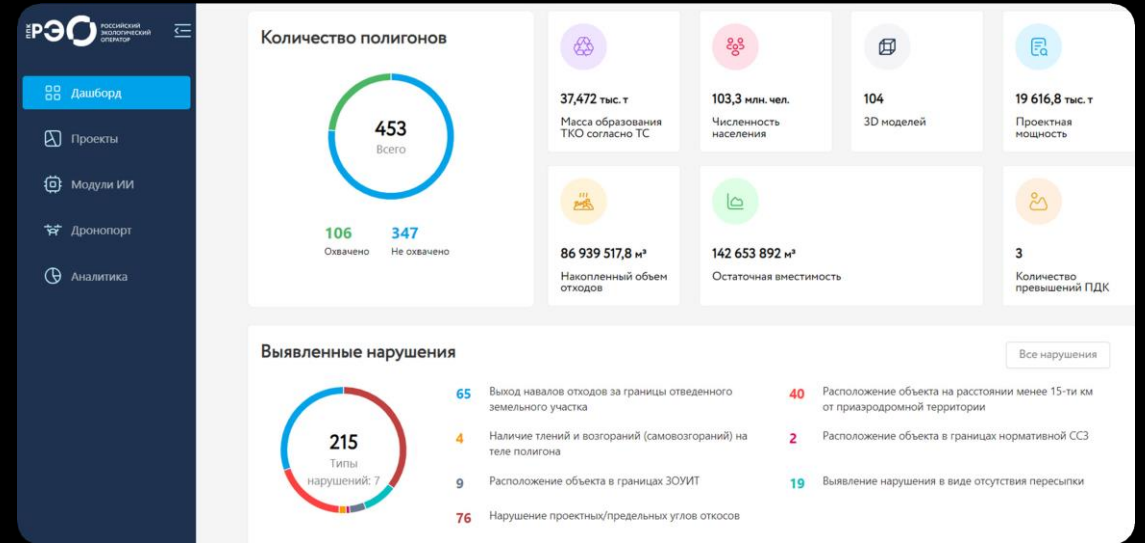 ППК РЭО РОССИЙСКИЙ
ЭКОЛОГИЧЕСКИЙ
ОПЕРАТОР
Дашборд
Проекты
Модули ИИ
Дронопорт
Аналитика
Количество полигонов
453
Всего
106
Охвачено
347
Не охвачено
37,472 тыс. т
Масса образования
ТКО согласно ТС
103,3 млн. чел.
Численность
населения
104
3D моделей
19 616,8 тыс. т
Проектная
мощность
86 939 517,8 м³
Накопленный объем
отходов
142 653 892 м³
Остаточная вместимость
3
Количество
превышений ПДК
Выявленные нарушения
Все нарушения
215
Типы
нарушений: 7
65 Выход навалов отходов за границы отведенного
земельного участка
4 Наличие тлений и возгораний (самовозгораний) на
теле полигона
9 Расположение объекта в границах ЗОУИТ
76 Нарушение проектных/предельных углов откосов
40 Расположение объекта на расстоянии менее 15-ти км
от приаэродромной территории
2 Расположение объекта в границах нормативной ССЗ
19 Выявление нарушения в виде отсутствия пересыпки